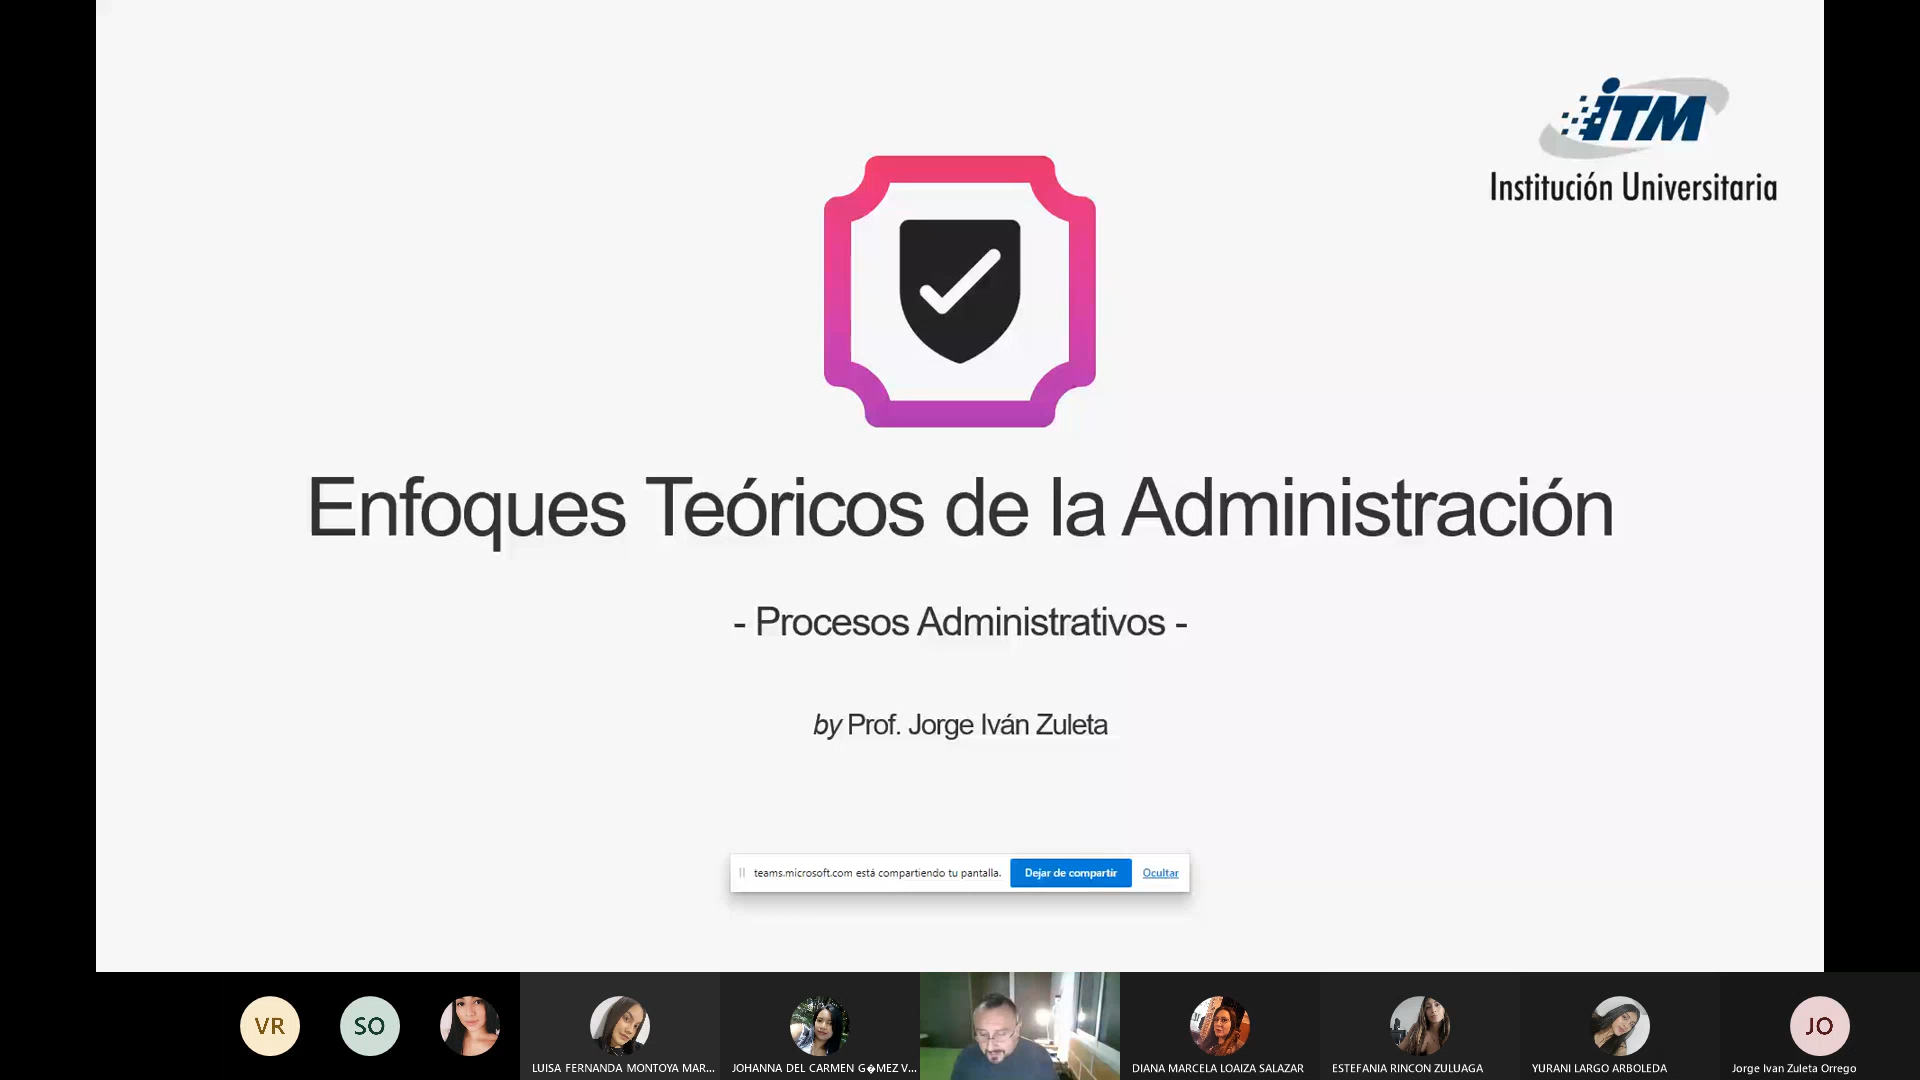 iTM
Institución Universitaria
Enfoques Teóricos de la Administración
- Procesos Administrativos -
by Prof. Jorge Iván Zuleta
teams.microsoft.com está compartiendo tu pantalla. Dejar de compartir Ocultar
VR SO JO
LUISA FERNANDA MONTOYA MAR... JOHANNA DEL CARMEN G�MEZ V... DIANA MARCELA LOAIZA SALAZAR ESTEFANIA RINCON ZULUAGA YURANI LARGO ARBOLEDA Jorge Ivan Zuleta Orrego